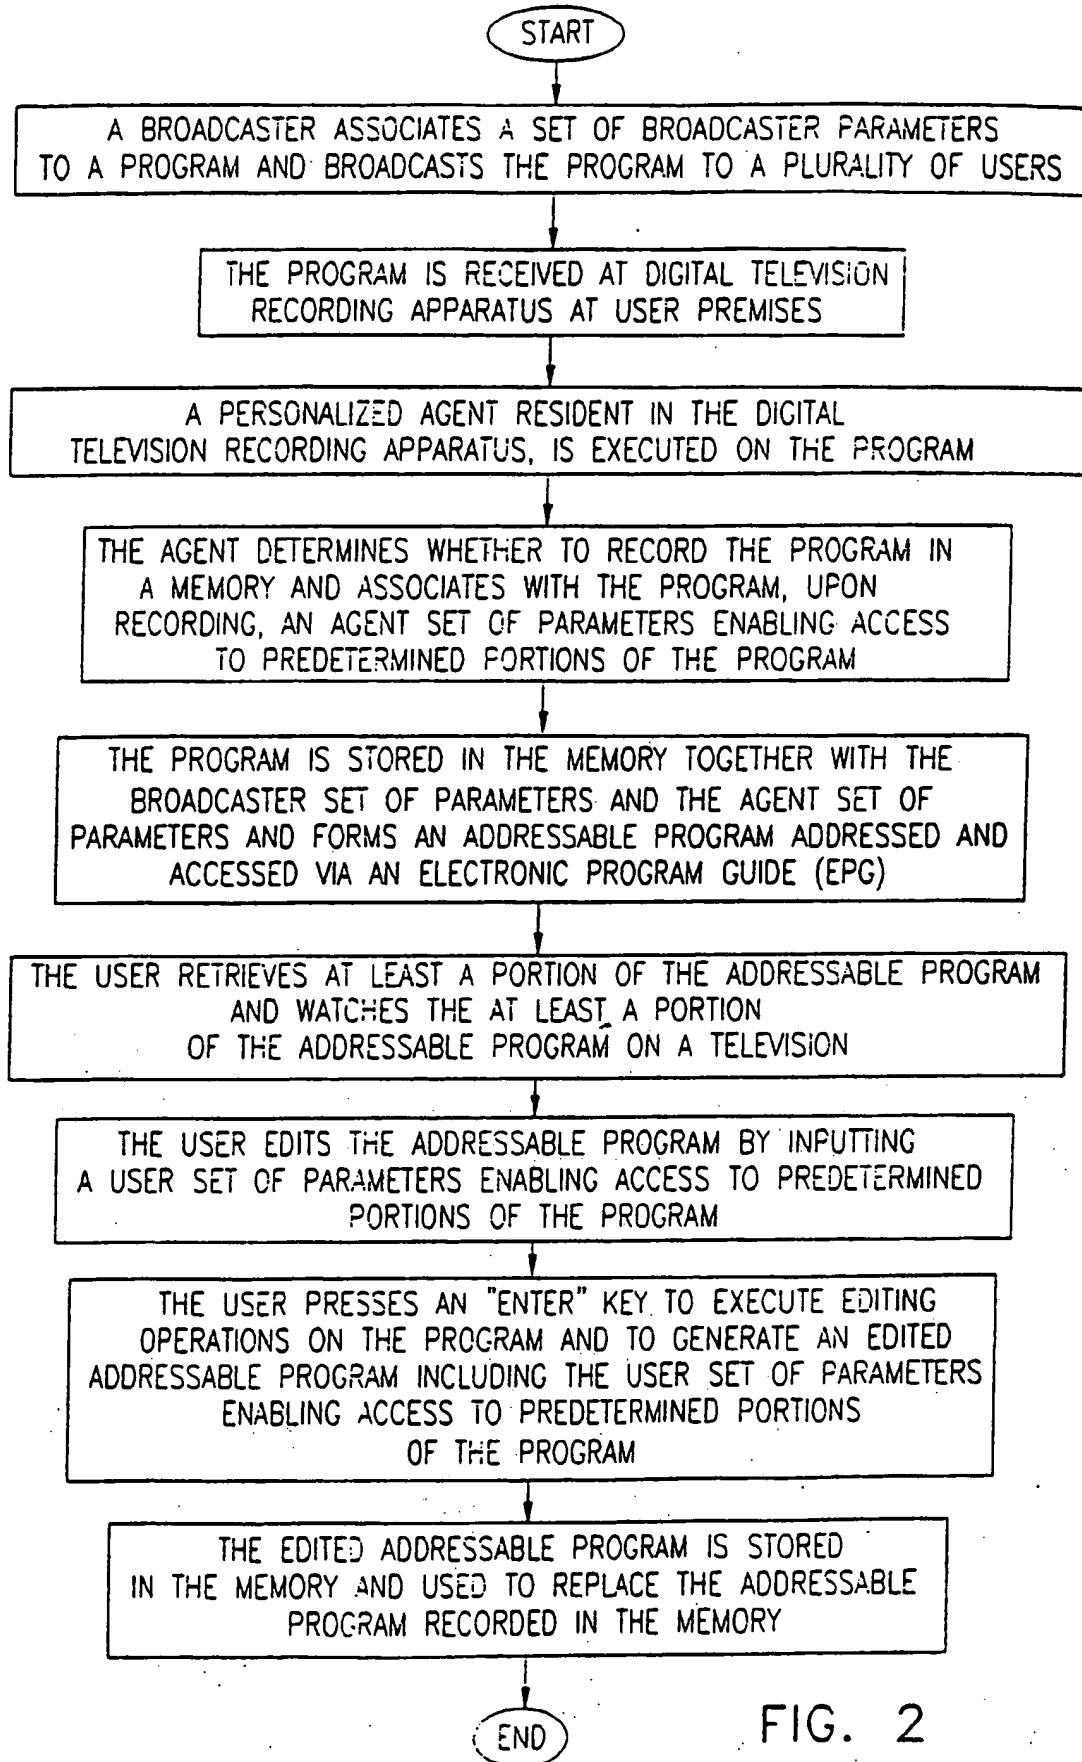 START
A BROADCASTER ASSOCIATES A SET OF BROADCASTER PARAMETERS
TO A PROGRAM AND BROADCASTS THE PROGRAM TO A PLURALITY OF USERS
THE PROGRAM IS RECEIVED AT DIGITAL TELEVISION
RECORDING APPARATUS AT USER PREMISES
A PERSONALIZED AGENT RESIDENT IN THE DIGITAL
TELEVISION RECORDING APPARATUS, IS EXECUTED ON THE PROGRAM
THE AGENT DETERMINES WHETHER TO RECORD THE PROGRAM IN
A MEMORY AND ASSOCIATES WITH THE PROGRAM, UPON
RECORDING, AN AGENT SET OF PARAMETERS ENABLING ACCESS
TO PREDETERMINED PORTIONS OF THE PROGRAM
THE PROGRAM IS STORED IN THE MEMORY TOGETHER WITH THE
BROADCASTER SET OF PARAMETERS AND THE AGENT SET OF
PARAMETERS AND FORMS AN ADDRESSABLE PROGRAM ADDRESSED AND
ACCESSED VIA AN ELECTRONIC PROGRAM GUIDE (EPG)
THE USER RETRIEVES AT LEAST A PORTION OF THE ADDRESSABLE PROGRAM
AND WATCHES THE AT LEAST A PORTION
OF THE ADDRESSABLE PROGRAM ON A TELEVISION
THE USER EDITS THE ADDRESSABLE PROGRAM BY INPUTTING
A USER SET OF PARAMETERS ENABLING ACCESS TO PREDETERMINED
PORTIONS OF THE PROGRAM
THE USER PRESSES AN "ENTER" KEY TO EXECUTE EDITING
OPERATIONS ON THE PROGRAM AND TO GENERATE AN EDITED
ADDRESSABLE PROGRAM INCLUDING THE USER SET OF PARAMETERS
ENABLING ACCESS TO PREDETERMINED PORTIONS
OF THE PROGRAM
THE EDITED ADDRESSABLE PROGRAM IS STORED
IN THE MEMORY AND USED TO REPLACE THE ADDRESSABLE
PROGRAM RECORDED IN THE MEMORY
END
FIG. 2